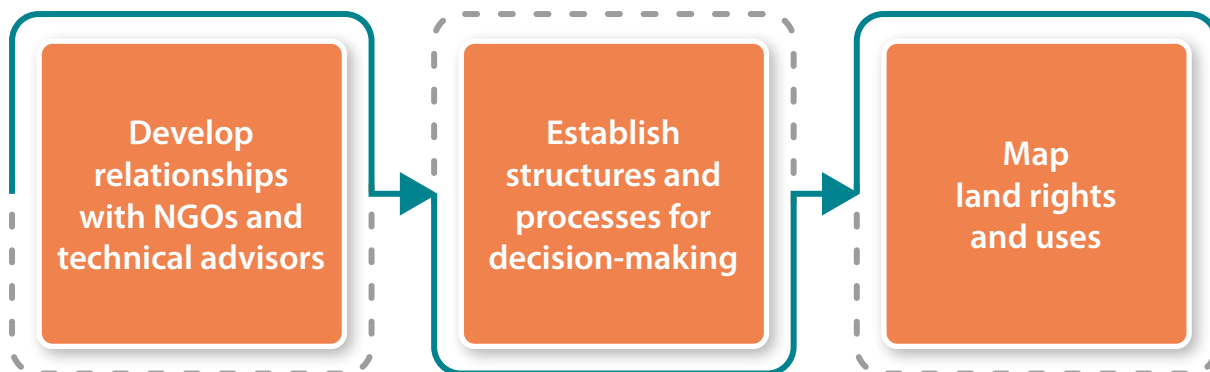 Develop
relationships
with NGOs and
technical advisors
Establish
structures and
processes for
decision-making
Map
land rights
and uses